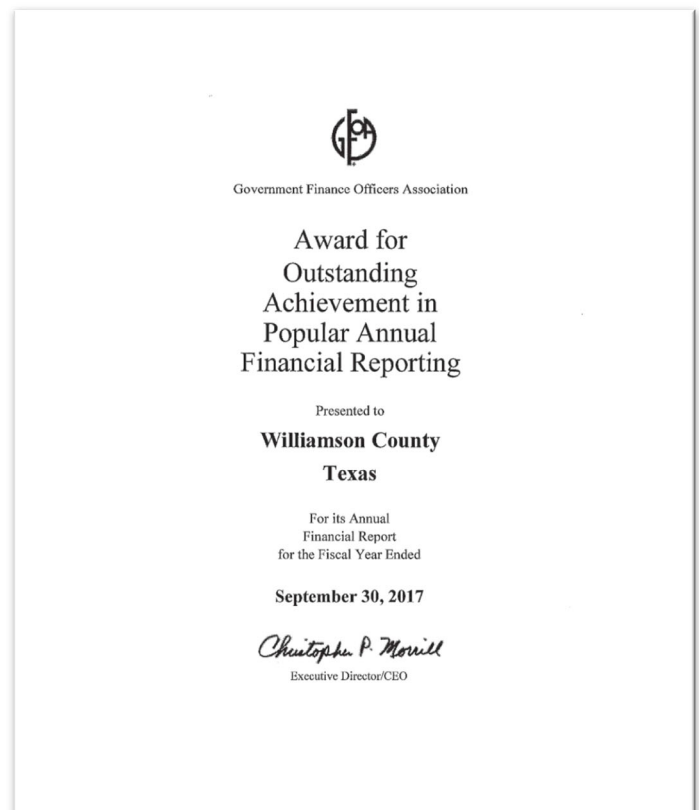 GFOA
Government Finance Officers Association
Award for
Outstanding
Achievement in
Popular Annual
Financial Reporting
Presented to
Williamson County
Texas
For its Annual
Financial Report
for the Fiscal Year Ended
September 30, 2017
Christopher P. Morrill
Executive Director/CEO